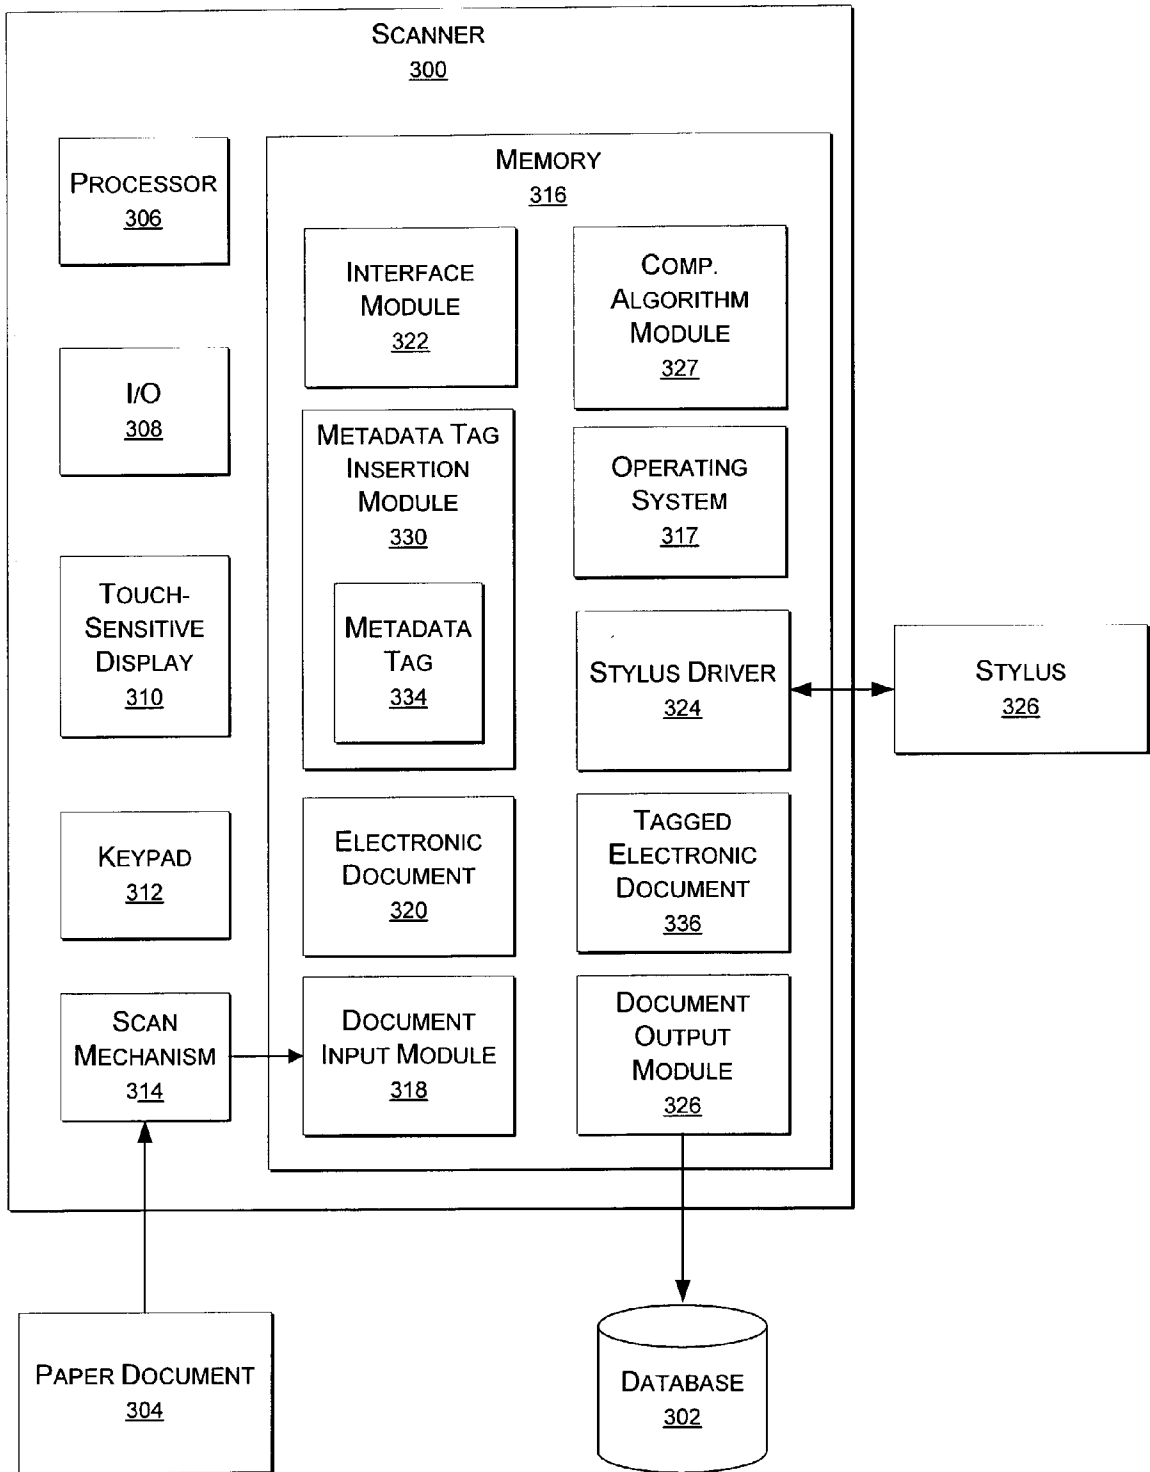 SCANNER
300
PROCESSOR
306
I/O
308
TOUCH-
SENSITIVE
DISPLAY
310
KEYPAD
312
SCAN
MECHANISM
314
MEMORY
316
INTERFACE
MODULE
322
METADATA TAG
INSERTION
MODULE
330
METADATA
TAG
334
ELECTRONIC
DOCUMENT
320
DOCUMENT
INPUT MODULE
318
COMP.
ALGORITHM
MODULE
327
OPERATING
SYSTEM
317
STYLUS DRIVER
324
TAGGED
ELECTRONIC
DOCUMENT
336
DOCUMENT
OUTPUT
MODULE
326
STYLUS
326
PAPER DOCUMENT
304
DATABASE
302